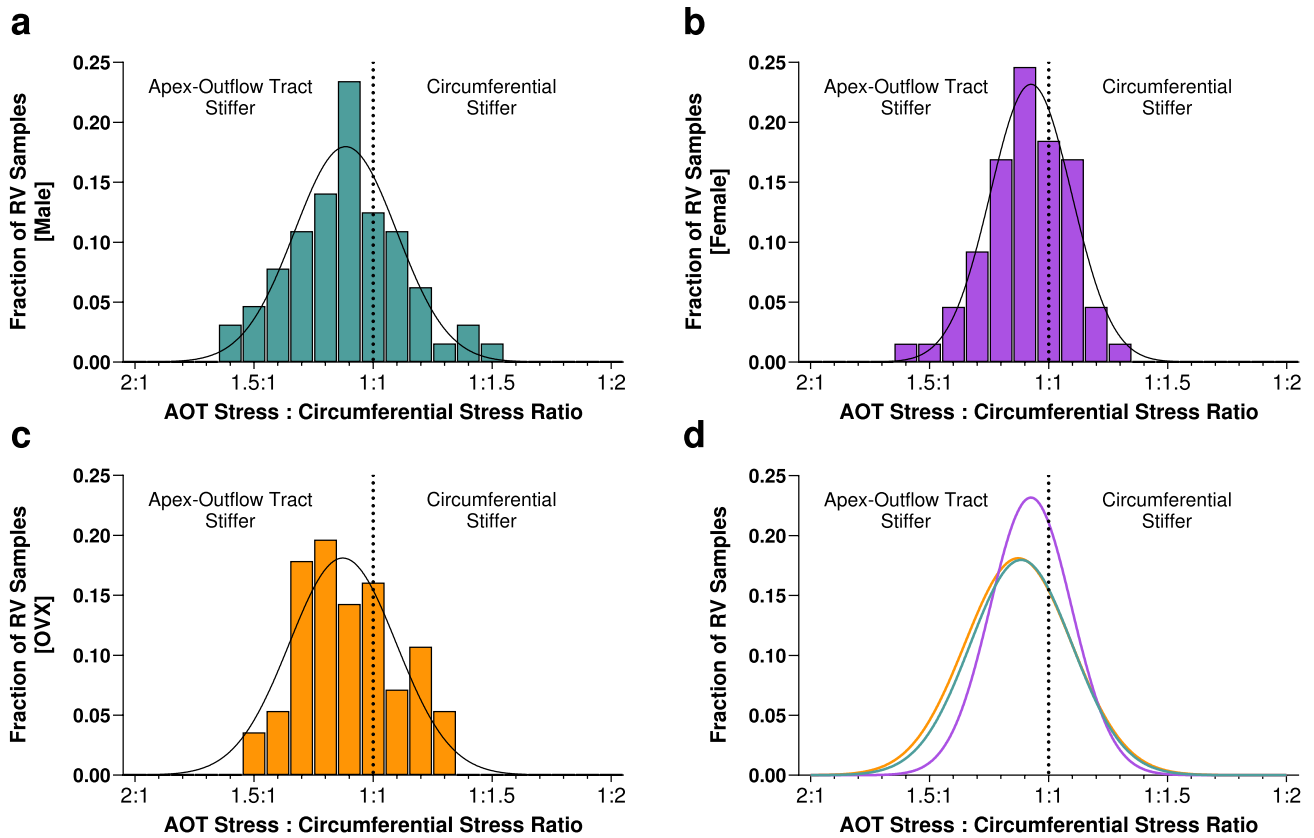 a
0.25
0.20
0.15
0.10
0.05
0.00
Fraction of RV Samples
[Male]
Apex-Outflow Tract
Stiffer
Circumferential
Stiffer
2:1
1.5:1
1:1
1:1.5
1:2
AOT Stress : Circumferential Stress Ratio
b
0.25
0.20
0.15
0.10
0.05
0.00
Fraction of RV Samples
[Female]
Apex-Outflow Tract
Stiffer
Circumferential
Stiffer
2:1
1.5:1
1:1
1:1.5
1:2
AOT Stress : Circumferential Stress Ratio
c
0.25
0.20
0.15
0.10
0.05
0.00
Fraction of RV Samples
[OVX]
Apex-Outflow Tract
Stiffer
Circumferential
Stiffer
2:1
1.5:1
1:1
1:1.5
1:2
AOT Stress : Circumferential Stress Ratio
d
0.25
0.20
0.15
0.10
0.05
0.00
Fraction of RV Samples
Apex-Outflow Tract
Stiffer
Circumferential
Stiffer
2:1
1.5:1
1:1
1:1.5
1:2
AOT Stress : Circumferential Stress Ratio